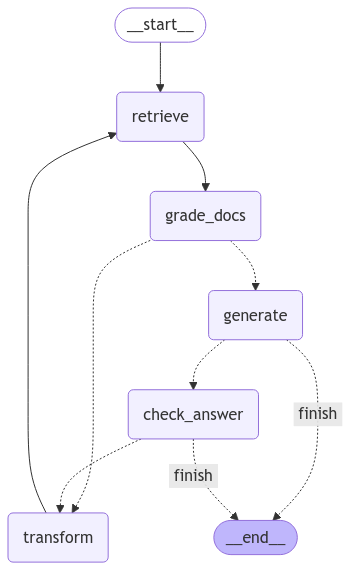 __start__
retrieve
grade_docs
generate
check_answer
finish
finish
transform
__end__